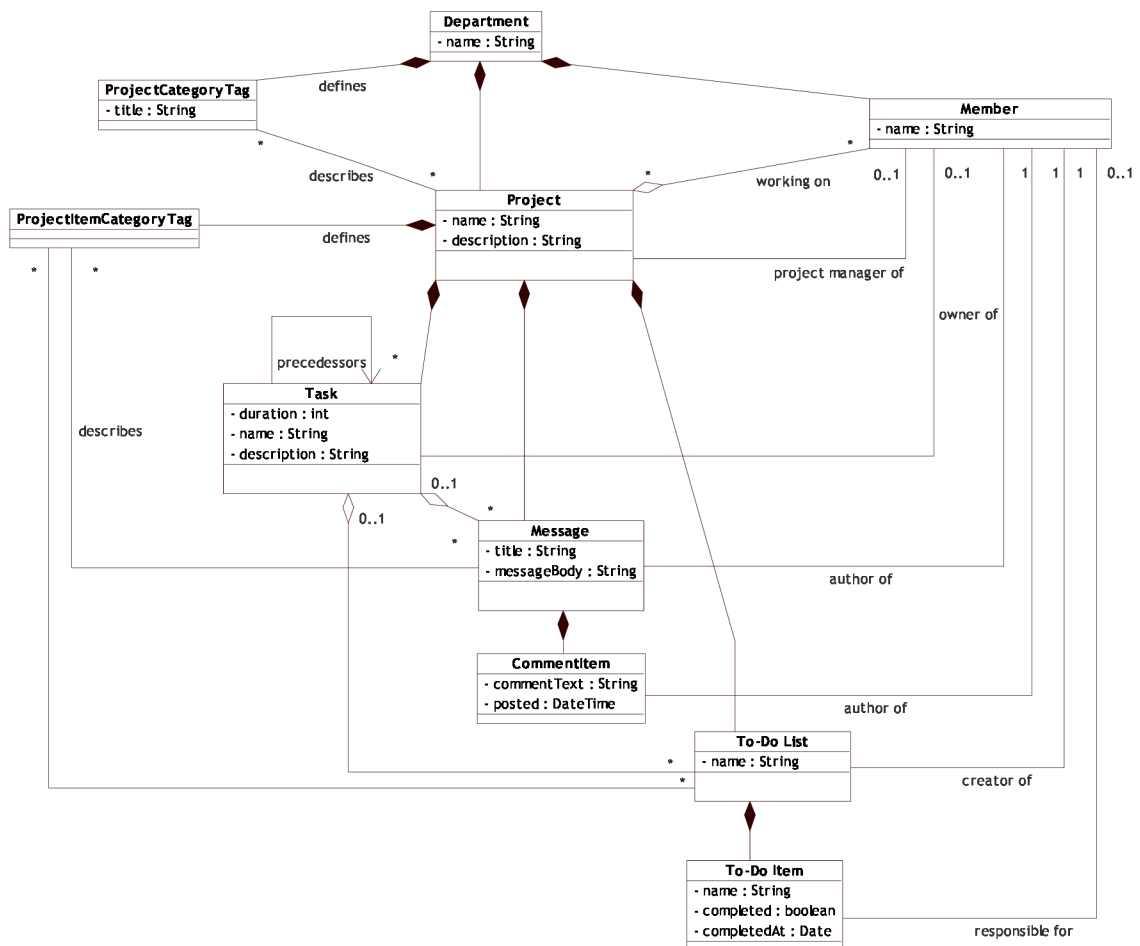 Department
- name : String
defines
ProjectCategoryTag
- title : String
*
describes
*
Member
- name : String
*
*
working on
0..1
0..1
1
1
1
0..1
Project
- name : String
- description : String
ProjectItemCategoryTag
defines
*
*
project manager of
owner of
precedessors
*
Task
- duration : int
- name : String
- description : String
describes
0..1
0..1
*
*
Message
- title : String
- messageBody : String
author of
CommentItem
- commentText : String
- posted : DateTime
author of
To-Do List
- name : String
*
*
creator of
To-Do Item
- name : String
- completed : boolean
- completedAt : Date
responsible for